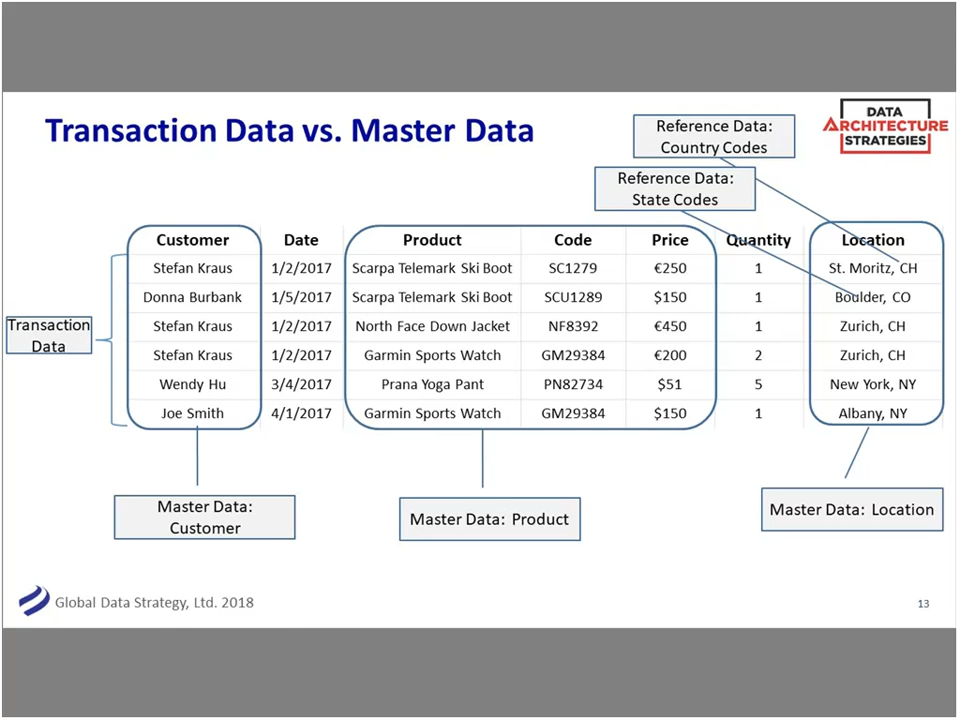 Transaction Data vs. Master Data
DATA
ARCHITECTURE
STRATEGIES
Reference Data:
Country Codes
Reference Data:
State Codes
Customer Date Product Code Price Quantity Location
Stefan Kraus 1/2/2017 Scarpa Telemark Ski Boot SC1279 €250 1 St. Moritz, CH
Donna Burbank 1/5/2017 Scarpa Telemark Ski Boot SCU1289 $150 1 Boulder, CO
Stefan Kraus 1/2/2017 North Face Down Jacket NF8392 €450 1 Zurich, CH
Stefan Kraus 1/2/2017 Garmin Sports Watch GM29384 €200 2 Zurich, CH
Wendy Hu 3/4/2017 Prana Yoga Pant PN82734 $51 5 New York, NY
Joe Smith 4/1/2017 Garmin Sports Watch GM29384 $150 1 Albany, NY
Transaction
Data
Master Data:
Customer
Master Data: Product
Master Data: Location
Global Data Strategy, Ltd. 2018
13